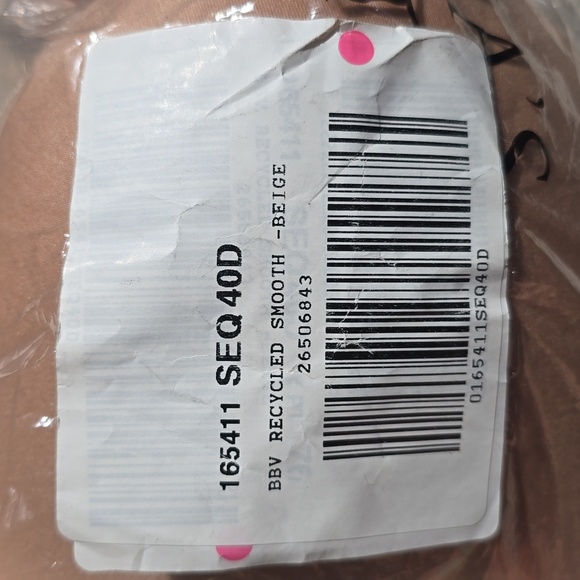 165411 SEQ 40D
BBV RECYCLED SMOOTH -BEIGE
26506843
0165411SEQ40D